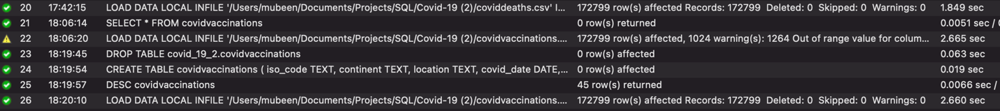 20 17:42:15 LOAD DATA LOCAL INFILE '/Users/mubeen/Documents/Projects/SQL/Covid-19 (2)/coviddeaths.csv' I... 172799 row(s) affected Records: 172799 Deleted: 0 Skipped: 0 Warnings: 0 1.849 sec
21 18:06:14 SELECT * FROM covidvaccinations 0 row(s) returned 0.0051 sec /
22 18:06:20 LOAD DATA LOCAL INFILE '/Users/mubeen/Documents/Projects/SQL/Covid-19 (2)/covidvaccinations.... 172799 row(s) affected, 1024 warning(s): 1264 Out of range value for colum... 2.665 sec
23 18:19:45 DROP TABLE covid_19_2.covidvaccinations 0 row(s) affected 0.063 sec
24 18:19:54 CREATE TABLE covidvaccinations ( iso_code TEXT, continent TEXT, location TEXT, covid_date DATE,... 0 row(s) affected 0.019 sec
25 18:19:57 DESC covidvaccinations 45 row(s) returned 0.0066 sec /
26 18:20:10 LOAD DATA LOCAL INFILE '/Users/mubeen/Documents/Projects/SQL/Covid-19 (2)/covidvaccinations.... 172799 row(s) affected Records: 172799 Deleted: 0 Skipped: 0 Warnings: 0 2.660 sec